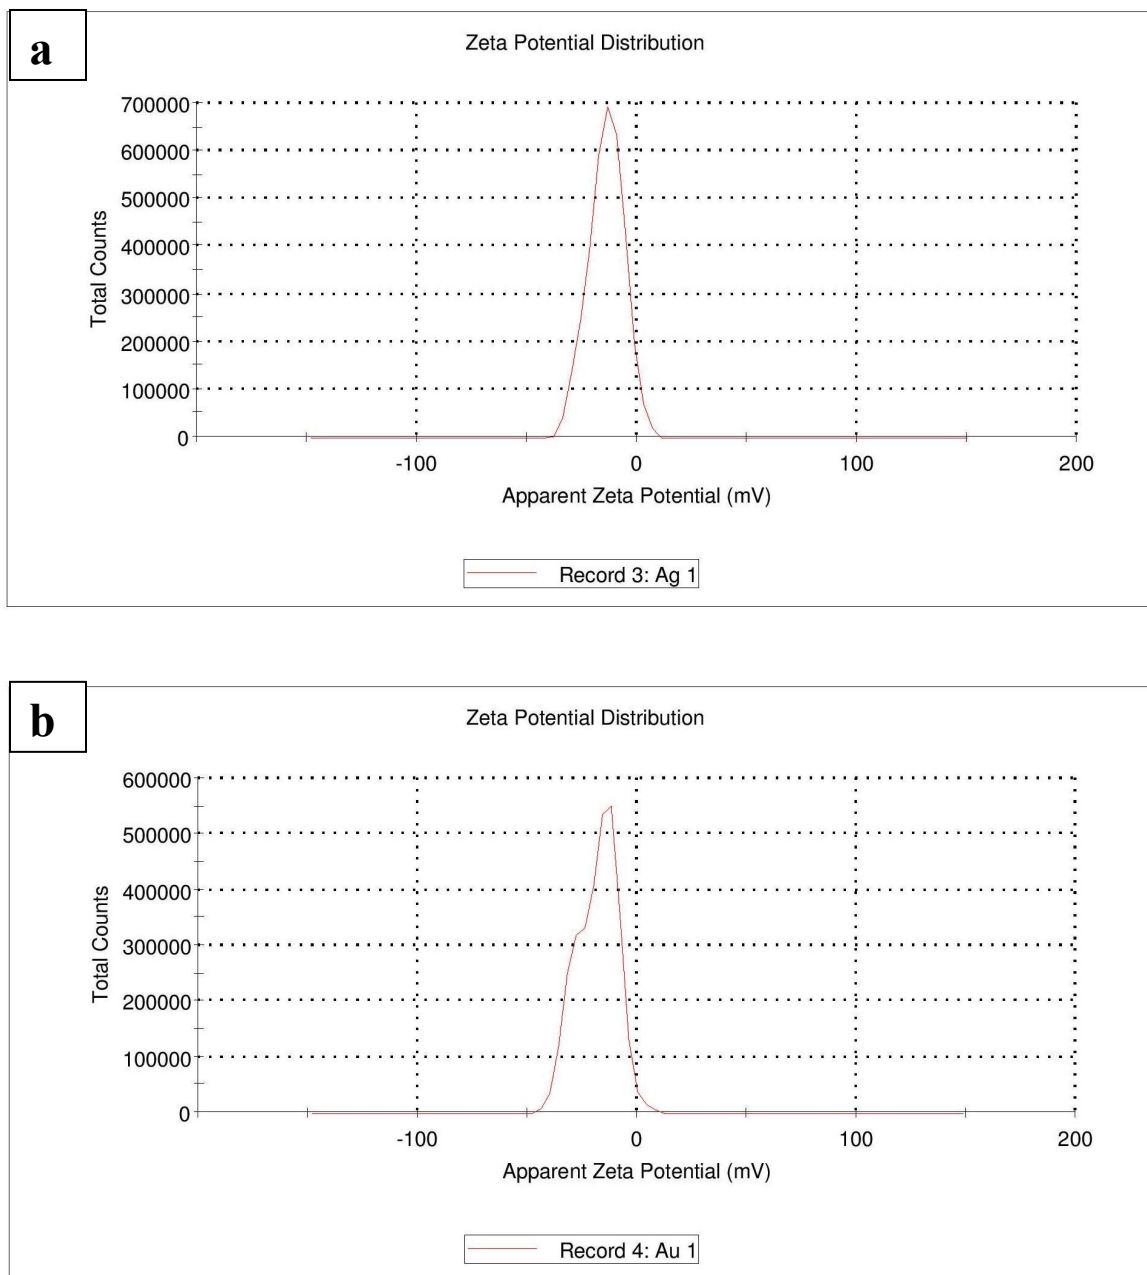 a
Zeta Potential Distribution
700000
600000
500000
400000
300000
200000
100000
0
Total Counts
-100 0 100 200
Apparent Zeta Potential (mV)
Record 3: Ag 1
b
Zeta Potential Distribution
600000
500000
400000
300000
200000
100000
0
Total Counts
-100 0 100 200
Apparent Zeta Potential (mV)
Record 4: Au 1